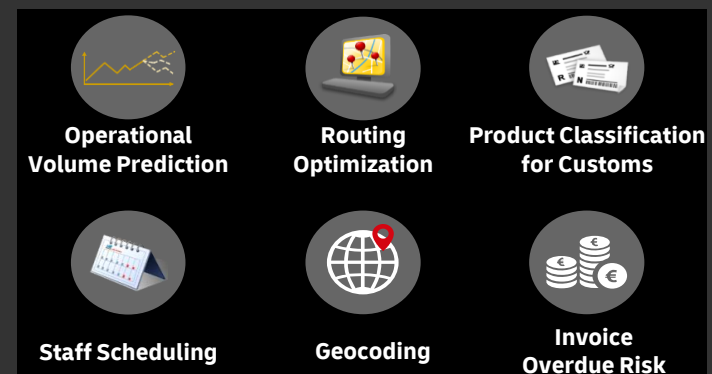 Operational
Volume Prediction
Routing
Optimization
R
N
Product Classification
for Customs
Staff Scheduling
Geocoding
€
€
€
Invoice
Overdue Risk